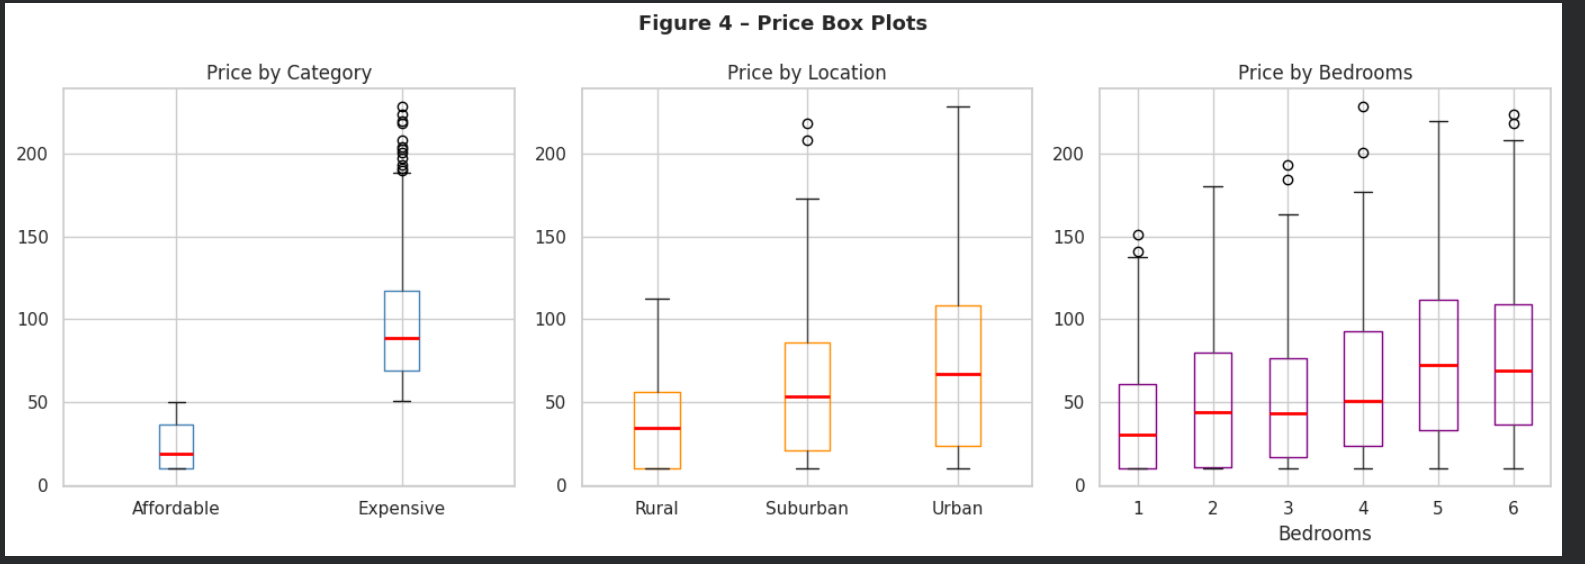 Figure 4 – Price Box Plots
Price by Category
200
150
100
50
0
Affordable Expensive
Price by Location
200
150
100
50
0
Rural Suburban Urban
Price by Bedrooms
200
150
100
50
0
1 2 3 4 5 6
Bedrooms